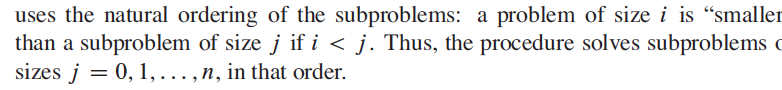 uses the natural ordering of the subproblems: a problem of size i is “smaller
than a subproblem of size j if i < j. Thus, the procedure solves subproblems
sizes j = 0, 1, . . . , n, in that order.